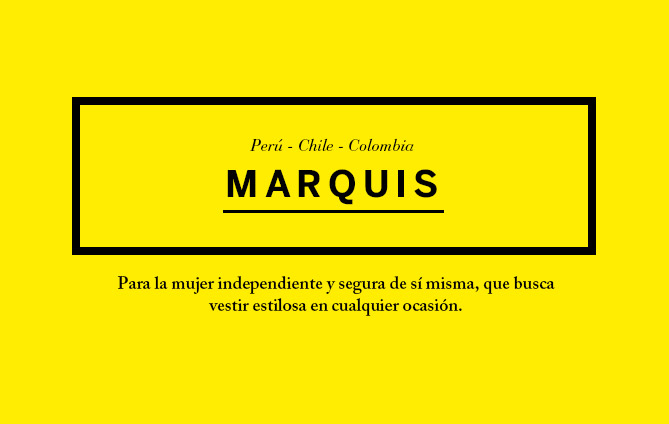 Perú - Chile - Colombia
MARQUIS
Para la mujer independiente y segura de sí misma, que busca
vestir estilosa en cualquier ocasión.